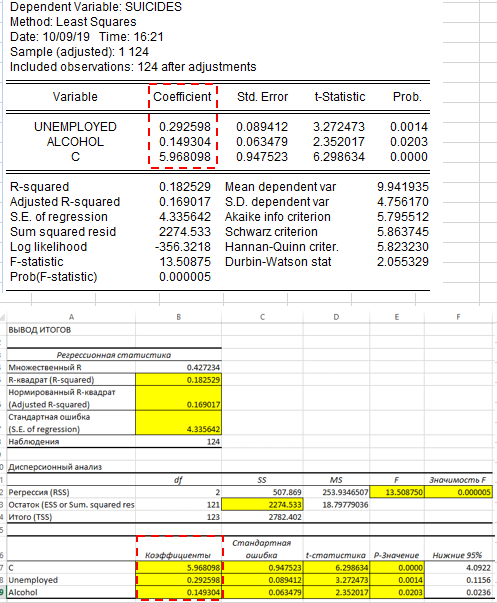 Dependent Variable: SUICIDES
Method: Least Squares
Date: 10/09/19 Time: 16:21
Sample (adjusted): 1 124
Included observations: 124 after adjustments
Variable Coefficient Std. Error t-Statistic Prob.
UNEMPLOYED 0.292598 0.089412 3.272473 0.0014
ALCOHOL 0.149304 0.063479 2.352017 0.0203
C 5.968098 0.947523 6.298634 0.0000
R-squared 0.182529 Mean dependent var 9.941935
Adjusted R-squared 0.169017 S.D. dependent var 4.756170
S.E. of regression 4.335642 Akaike info criterion 5.795512
Sum squared resid 2274.533 Schwarz criterion 5.863745
Log likelihood -356.3218 Hannan-Quinn criter. 5.823230
F-statistic 13.50875 Durbin-Watson stat 2.055329
Prob(F-statistic) 0.000005
A B C D E F
ВЫВОД ИТОГОВ
Регрессионная статистика
Множественный R 0.427234
R-квадрат (R-squared) 0.182529
Нормированный R-квадрат
(Adjusted R-squared) 0.169017
Стандартная ошибка
(S.E. of regression) 4.335642
Наблюдения 124
Дисперсионный анализ
df SS MS F Значимость F
Регрессия (RSS) 2 507.869 253.9346507 13.508750 0.000005
Остаток (ESS or Sum. squared res 121 2274.533 18.79779036
Итого (TSS) 123 2782.402
Стандартная
Коэффициенты ошибка t-статистика P-Значение Нижние 95%
C 5.968098 0.947523 6.298634 0.0000 4.0922
Unemployed 0.292598 0.089412 3.272473 0.0014 0.1156
Alcohol 0.149304 0.063479 2.352017 0.0203 0.0236